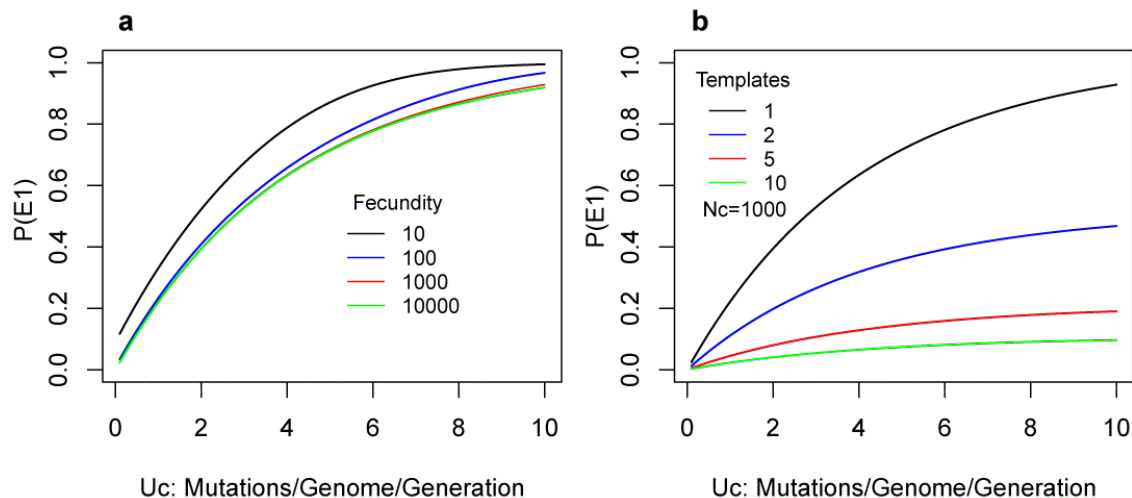 a
P(E1)
1.0
0.8
0.6
0.4
0.2
0.0
Fecundity
10
100
1000
10000
0 2 4 6 8 10
Uc: Mutations/Genome/Generation
b
P(E1)
1.0
0.8
0.6
0.4
0.2
0.0
Templates
1
2
5
10
Nc=1000
0 2 4 6 8 10
Uc: Mutations/Genome/Generation